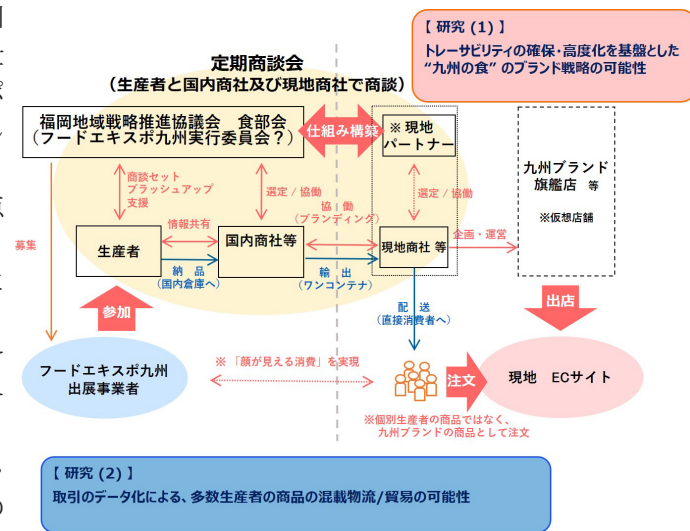 【 研究 (1) 】
トレーサビリティの確保・高度化を基盤とした
“九州の食” のブランド戦略の可能性
定期商談会
（生産者と国内商社及び現地商社で商談）
福岡地域戦略推進協議会　食部会
（フードエキスポ九州実行委員会？）
仕組み構築
※ 現地
パートナー
九州ブランド
旗艦店　等
※仮想店舗
商談セット
ブラッシュアップ
支援
選定 / 協働
選定 / 協働
募集
情報共有
協　働
（ブランディング）
企画・運営
生産者
国内商社等
現地商社 等
納　品
（国内倉庫へ）
輸　出
（ワンコンテナ）
配　送
（直接消費者へ）
参加
出店
フードエキスポ九州
出展事業者
※ 「顔が見える消費」を実現
注文
現地　ECサイト
※個別生産者の商品ではなく、
九州ブランドの商品として注文
【 研究 (2) 】
取引のデータ化による、多数生産者の商品の混載物流/貿易の可能性